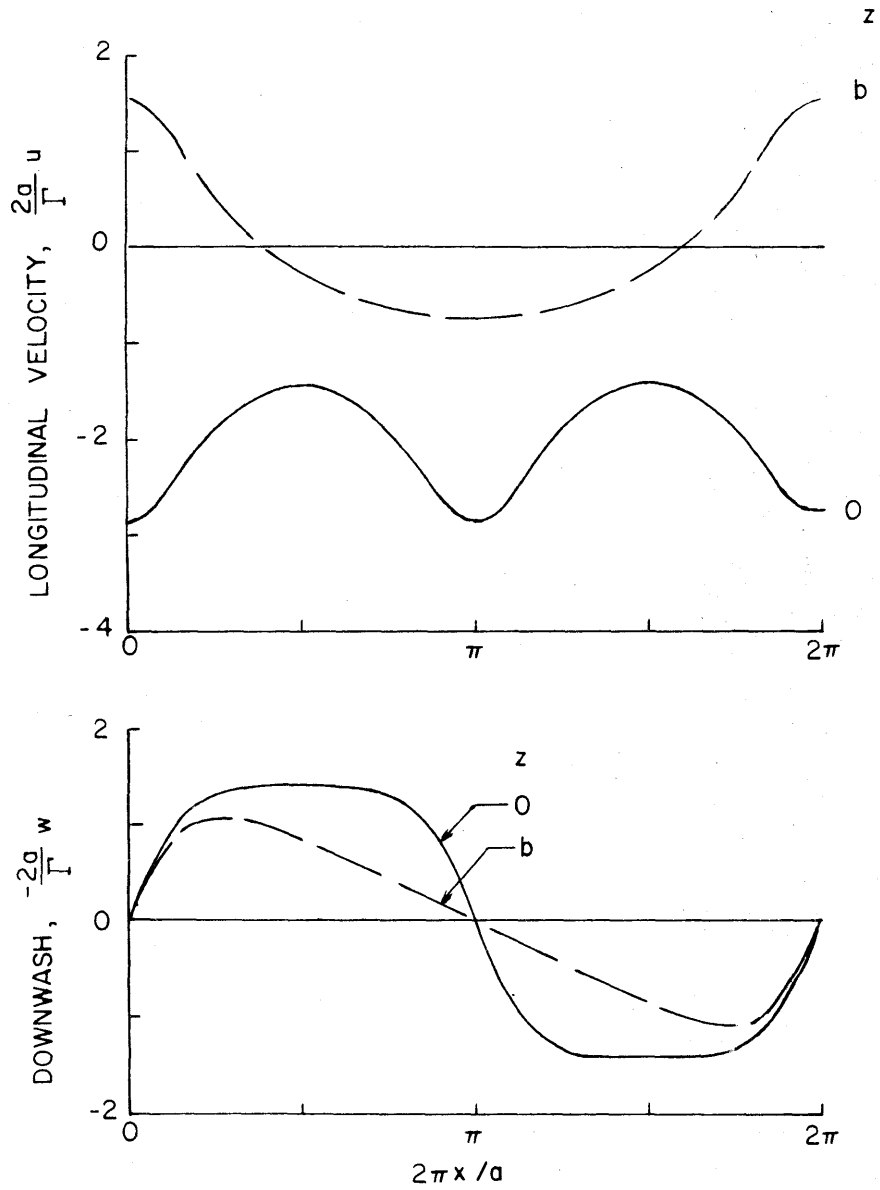 z
2
b
0
-2
0
-4
0
π
2π
LONGITUDINAL VELOCITY, 2a/Γ u
2
z
0
b
0
-2
0
π
2π
DOWNWASH, -2a/Γ w
2πx/a